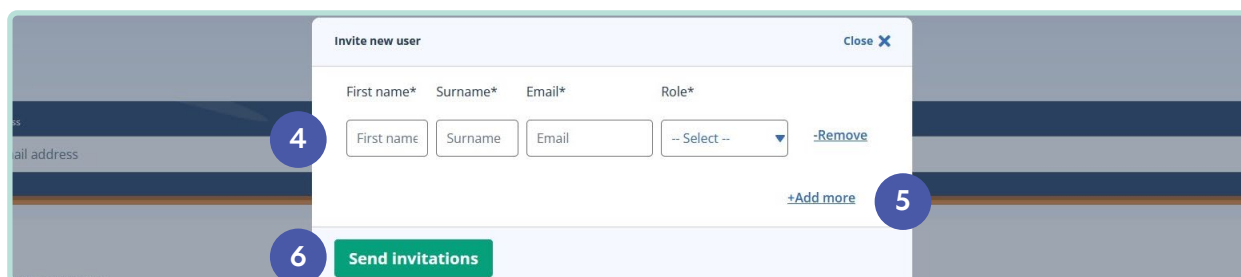 Invite new user Close
First name* Surname* Email* Role*
ss
4 First name Surname Email -- Select -- -Remove
ail address
+Add more 5
6 Send invitations